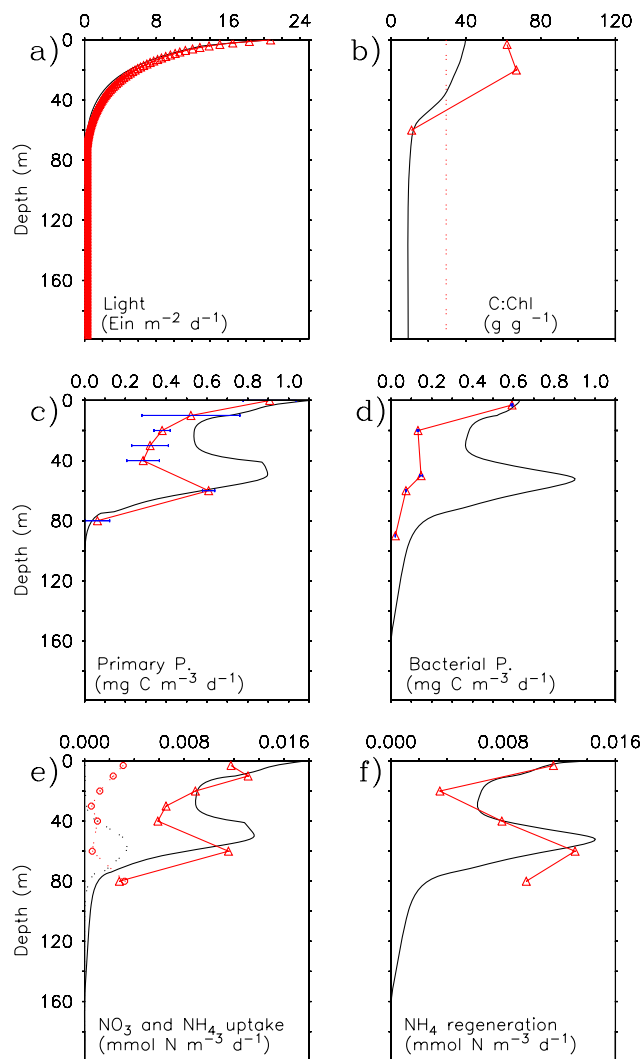 0 6 12 18 24
0 40 80 120
a)
b)
0
40
80
120
160
Depth (m)
Light
(Ein m⁻² d⁻¹)
C:Chl
(g g ⁻¹)
0.0 0.2 0.4 0.6 0.8 1.0
0.0 0.2 0.4 0.6 0.8 1.0
c)
d)
0
40
80
120
160
Depth (m)
Primary P.
(mg C m⁻³ d⁻¹)
Bacterial P.
(mg C m⁻³ d⁻¹)
0.000 0.008 0.016
0.000 0.008 0.016
e)
f)
0
40
80
120
160
Depth (m)
NO₃ and NH₄ uptake
(mmol N m⁻³ d⁻¹)
NH₄ regeneration
(mmol N m⁻³ d⁻¹)